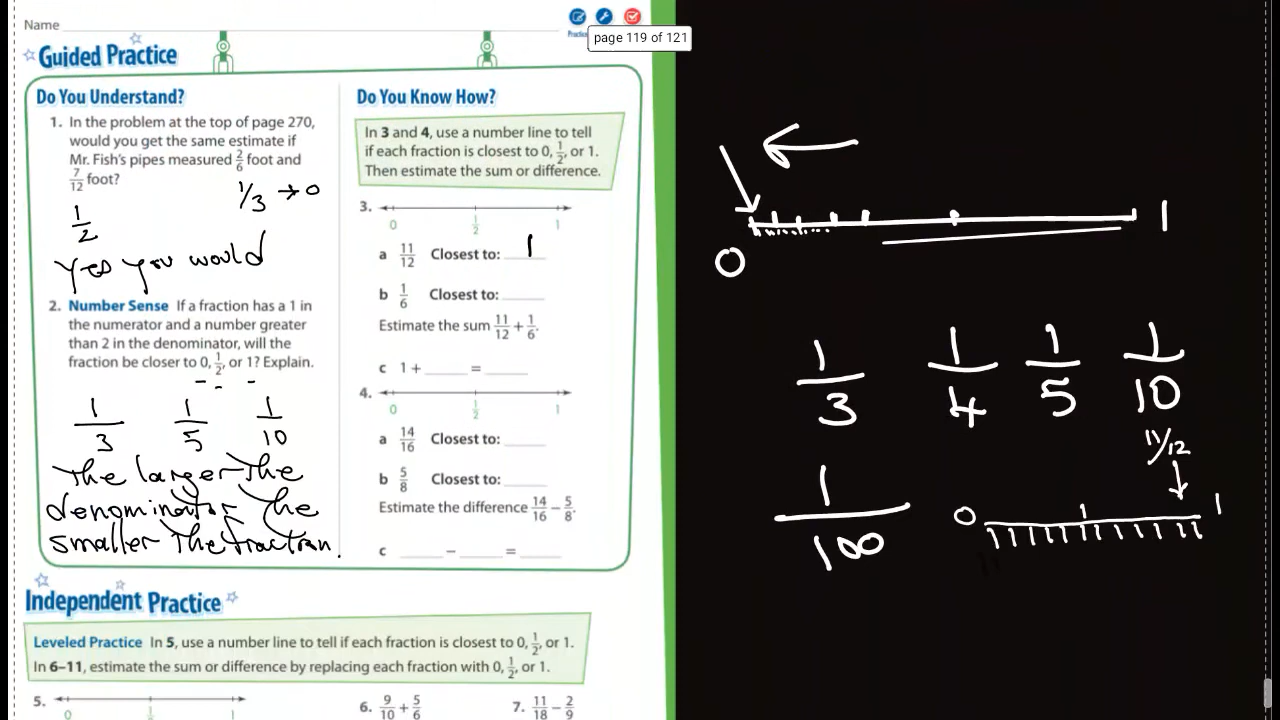 Name
page 119 of 121
Guided Practice
Do You Understand?
1. In the problem at the top of page 270,
would you get the same estimate if
Mr. Fish's pipes measured 2/6 foot and
7/12 foot?
1/3 → 0
1/2
Yes you would
2. Number Sense If a fraction has a 1 in
the numerator and a number greater
than 2 in the denominator, will the
fraction be closer to 0, 1/2, or 1? Explain.
1/3 1/5 1/10
The larger The
denominator The
smaller The fraction.
Do You Know How?
In 3 and 4, use a number line to tell
if each fraction is closest to 0, 1/2, or 1.
Then estimate the sum or difference.
3.
0 1/2 1
a 11/12 Closest to: 1
b 1/6 Closest to:
Estimate the sum 11/12 + 1/6.
c 1 + ____ = ____
4.
0 1/2 1
a 14/16 Closest to:
b 5/8 Closest to:
Estimate the difference 14/16 − 5/8.
c ____ − ____ = ____
Independent Practice
Leveled Practice In 5, use a number line to tell if each fraction is closest to 0, 1/2, or 1.
In 6–11, estimate the sum or difference by replacing each fraction with 0, 1/2, or 1.
5.
0 1
6. 9/10 + 5/6
7. 11/18 − 2/9
0 1
1/3 1/4 1/5 1/10
11/12
1/100
0 1